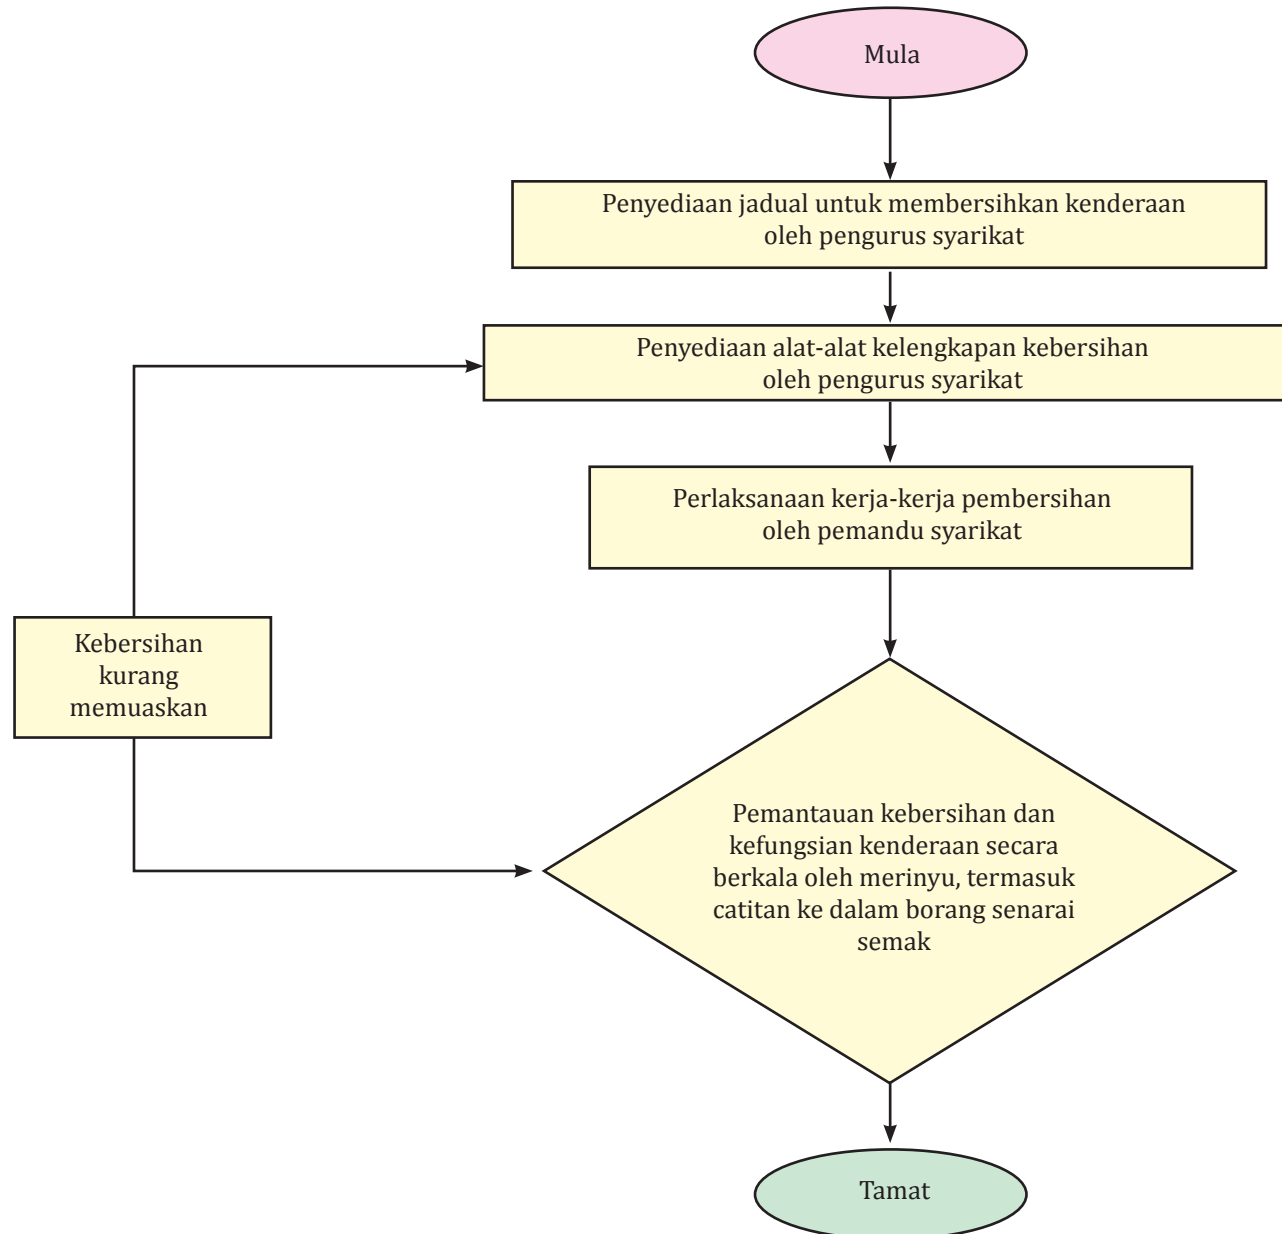 Mula
Penyediaan jadual untuk membersihkan kenderaan
oleh pengurus syarikat
Penyediaan alat-alat kelengkapan kebersihan
oleh pengurus syarikat
Perlaksanaan kerja-kerja pembersihan
oleh pemandu syarikat
Kebersihan
kurang
memuaskan
Pemantauan kebersihan dan
kefungsian kenderaan secara
berkala oleh merinyu, termasuk
catitan ke dalam borang senarai
semak
Tamat